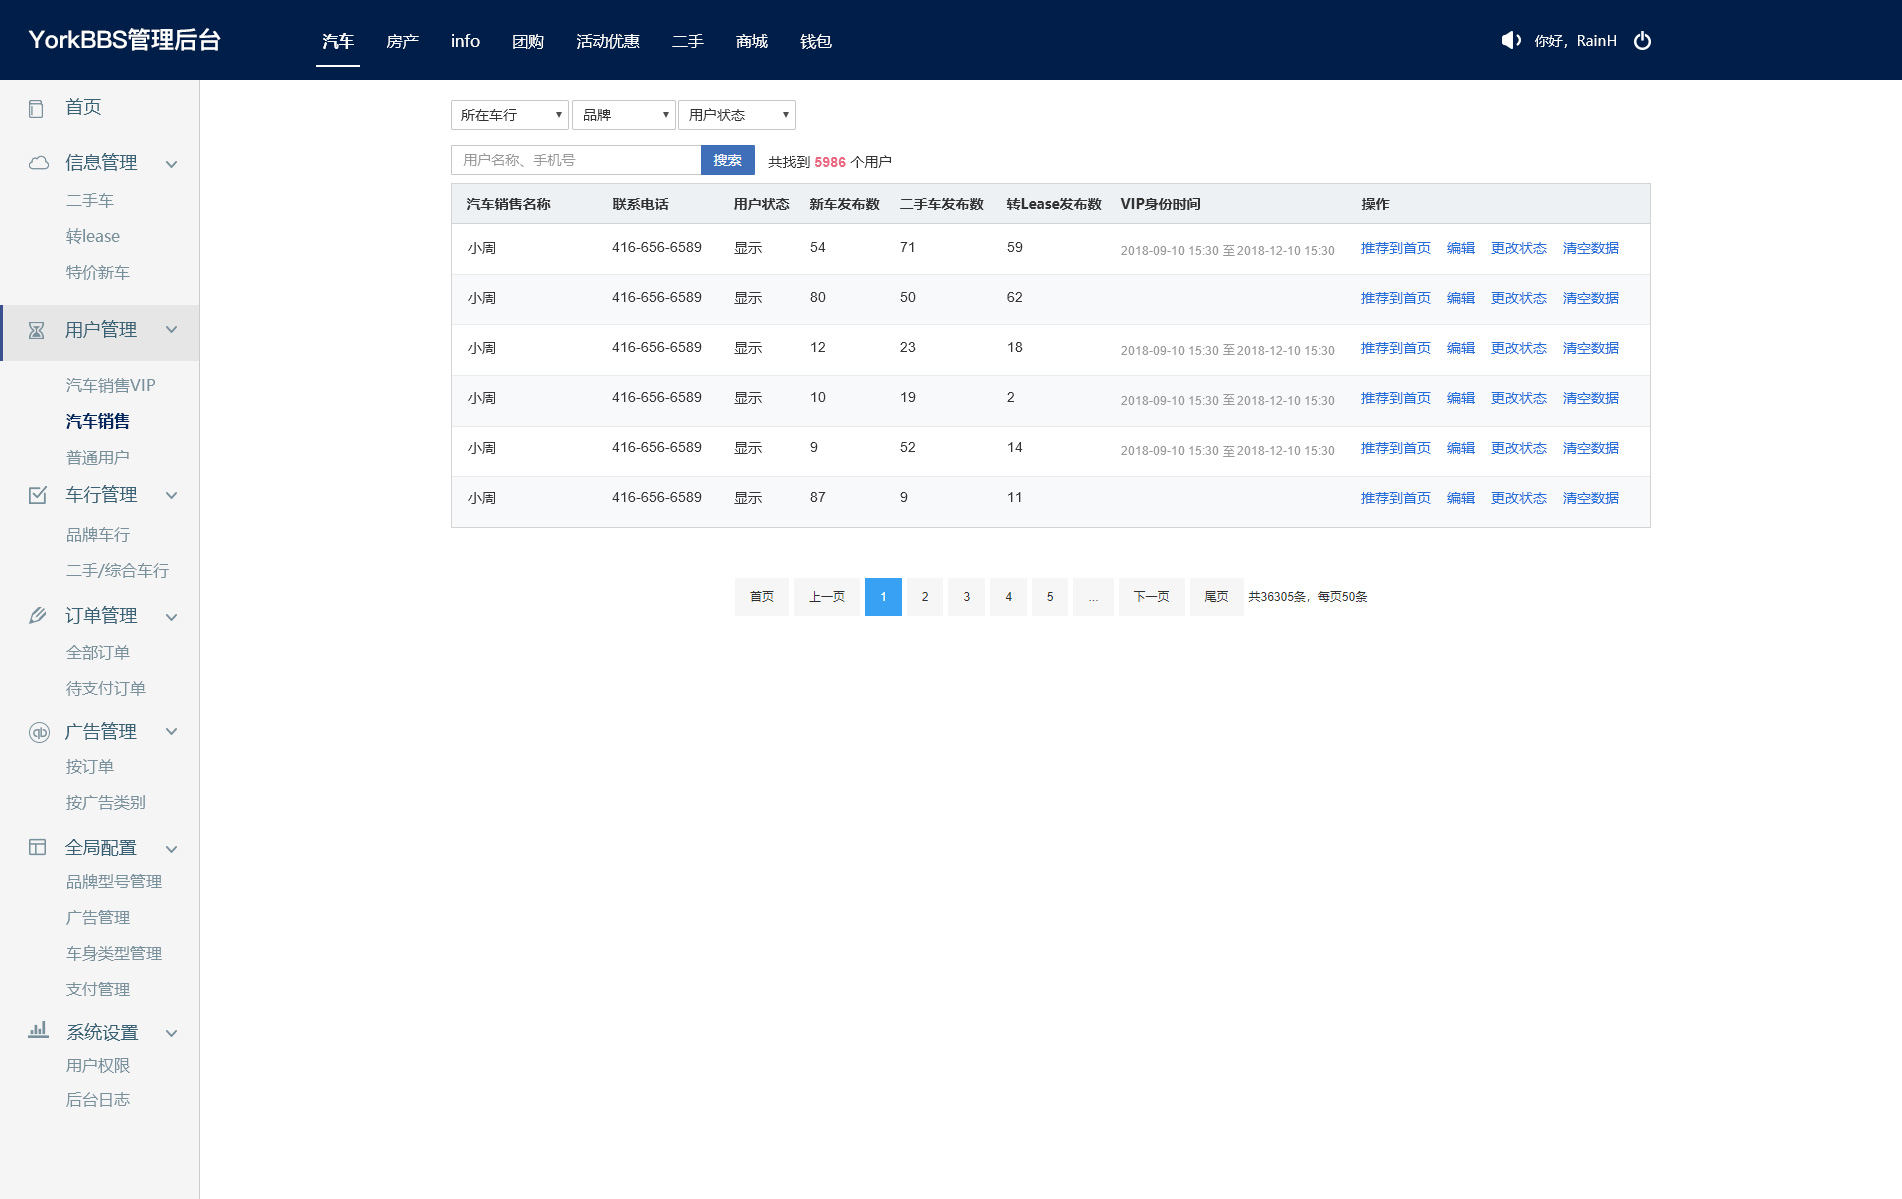 YorkBBS管理后台
汽车 房产 info 团购 活动优惠 二手 商城 钱包
你好，RainH
首页
信息管理
二手车
转lease
特价新车
用户管理
汽车销售VIP
汽车销售
普通用户
车行管理
品牌车行
二手/综合车行
订单管理
全部订单
待支付订单
广告管理
按订单
按广告类别
全局配置
品牌型号管理
广告管理
车身类型管理
支付管理
系统设置
用户权限
后台日志
所在车行 品牌 用户状态
用户名称、手机号 搜索 共找到 5986 个用户
汽车销售名称 联系电话 用户状态 新车发布数 二手车发布数 转Lease发布数 VIP身份时间 操作
小周 416-656-6589 显示 54 71 59 2018-09-10 15:30 至2018-12-10 15:30 推荐到首页 编辑 更改状态 清空数据
小周 416-656-6589 显示 80 50 62 推荐到首页 编辑 更改状态 清空数据
小周 416-656-6589 显示 12 23 18 2018-09-10 15:30 至2018-12-10 15:30 推荐到首页 编辑 更改状态 清空数据
小周 416-656-6589 显示 10 19 2 2018-09-10 15:30 至2018-12-10 15:30 推荐到首页 编辑 更改状态 清空数据
小周 416-656-6589 显示 9 52 14 2018-09-10 15:30 至2018-12-10 15:30 推荐到首页 编辑 更改状态 清空数据
小周 416-656-6589 显示 87 9 11 推荐到首页 编辑 更改状态 清空数据
首页 上一页 1 2 3 4 5 ... 下一页 尾页 共36305条，每页50条